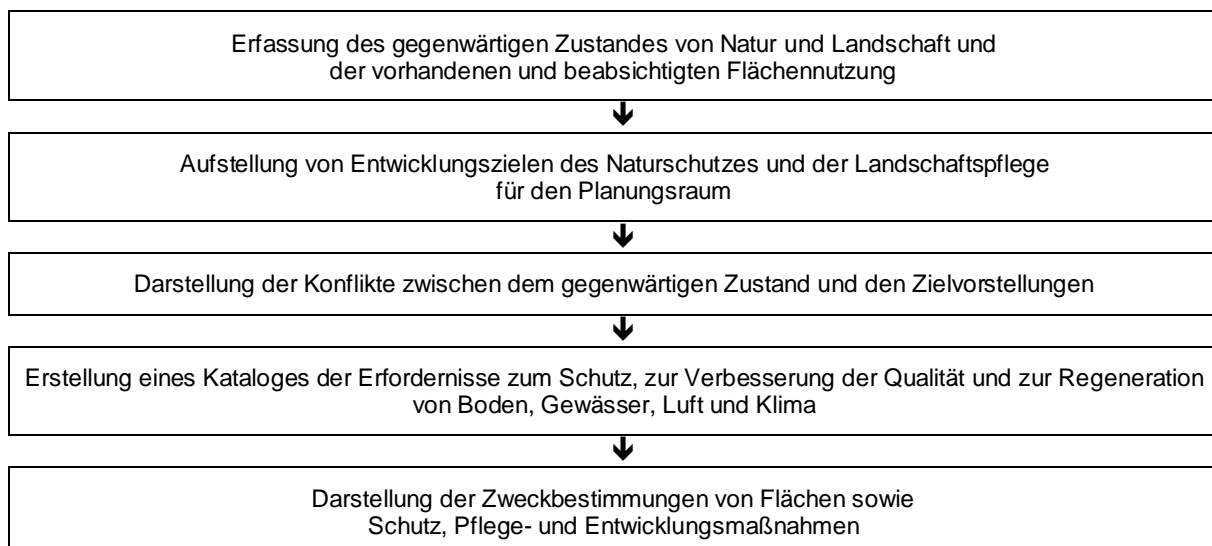 Erfassung des gegenwärtigen Zustandes von Natur und Landschaft und
der vorhandenen und beabsichtigten Flächennutzung
Aufstellung von Entwicklungszielen des Naturschutzes und der Landschaftspflege
für den Planungsraum
Darstellung der Konflikte zwischen dem gegenwärtigen Zustand und den Zielvorstellungen
Erstellung eines Kataloges der Erfordernisse zum Schutz, zur Verbesserung der Qualität und zur Regeneration
von Boden, Gewässer, Luft und Klima
Darstellung der Zweckbestimmungen von Flächen sowie
Schutz, Pflege- und Entwicklungsmaßnahmen